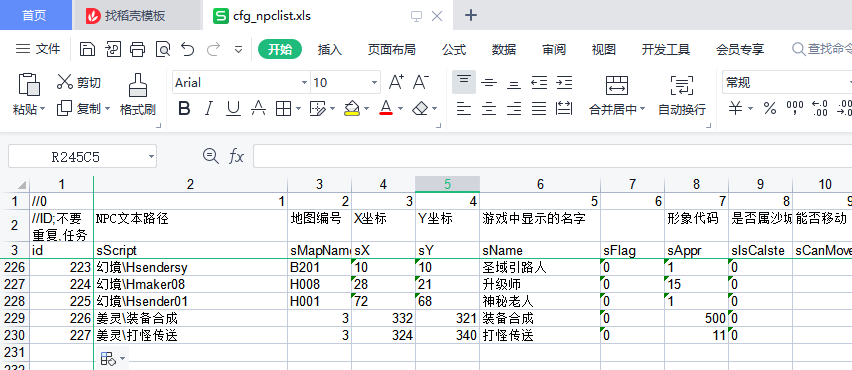 首页 找稻壳模板 cfg_npclist.xls
文件 开始 插入 页面布局 公式 数据 审阅 视图 开发工具 会员专享 查找命令
粘贴 剪切 复制 格式刷 Arial 10 A+ A- B I U A 合并居中 自动换行 常规 ¥ % 000
R245C5 fx
1 2 3 4 5 6 7 8 9 10
1 //0 1 2 3 4 5 6 7 8
2 //ID;不要重复,任务 NPC文本路径 地图编号 X坐标 Y坐标 游戏中显示的名字 形象代码 是否属沙城 能否移动
3 id sScript sMapName sX sY sName sFlag sAppr sIsCalste sCanMove
226 223 幻境\Hsendersy B201 10 10 圣域引路人 0 1 0
227 224 幻境\Hmaker08 H008 28 21 升级师 0 15 0
228 225 幻境\Hsender01 H001 72 68 神秘老人 0 1 0
229 226 姜灵\装备合成 3 332 321 装备合成 0 500 0
230 227 姜灵\打怪传送 3 324 340 打怪传送 0 11 0
231